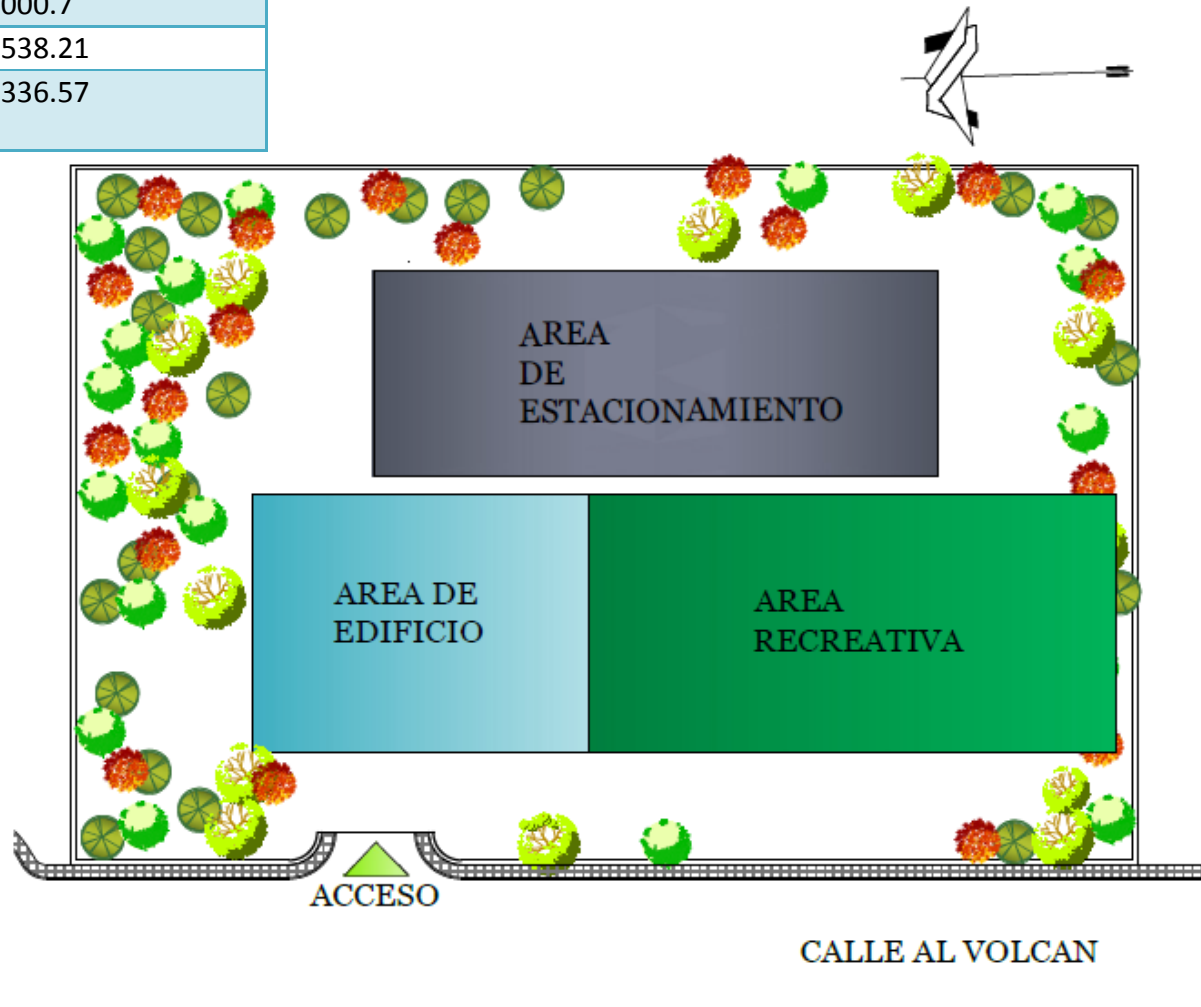 000.7
538.21
336.57
AREA
DE
ESTACIONAMIENTO
AREA DE
EDIFICIO
AREA
RECREATIVA
ACCESO
CALLE AL VOLCAN